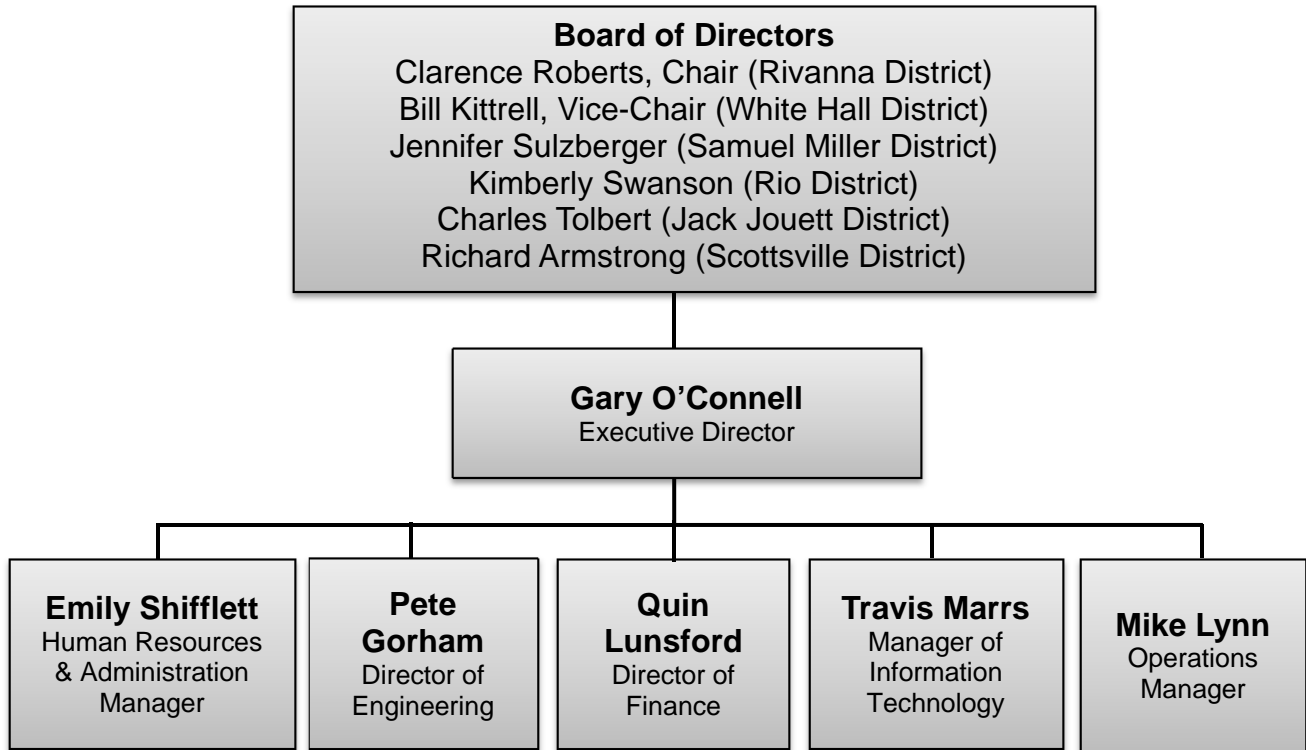 Board of Directors
Clarence Roberts, Chair (Rivanna District)
Bill Kittrell, Vice-Chair (White Hall District)
Jennifer Sulzberger (Samuel Miller District)
Kimberly Swanson (Rio District)
Charles Tolbert (Jack Jouett District)
Richard Armstrong (Scottsville District)
Gary O’Connell
Executive Director
Emily Shifflett
Human Resources
& Administration
Manager
Pete
Gorham
Director of
Engineering
Quin
Lunsford
Director of
Finance
Travis Marrs
Manager of
Information
Technology
Mike Lynn
Operations
Manager